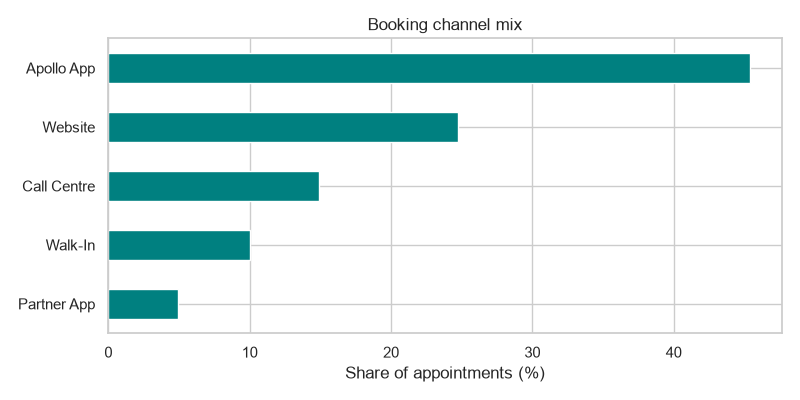 Booking channel mix
Apollo App
Website
Call Centre
Walk-In
Partner App
0 10 20 30 40
Share of appointments (%)